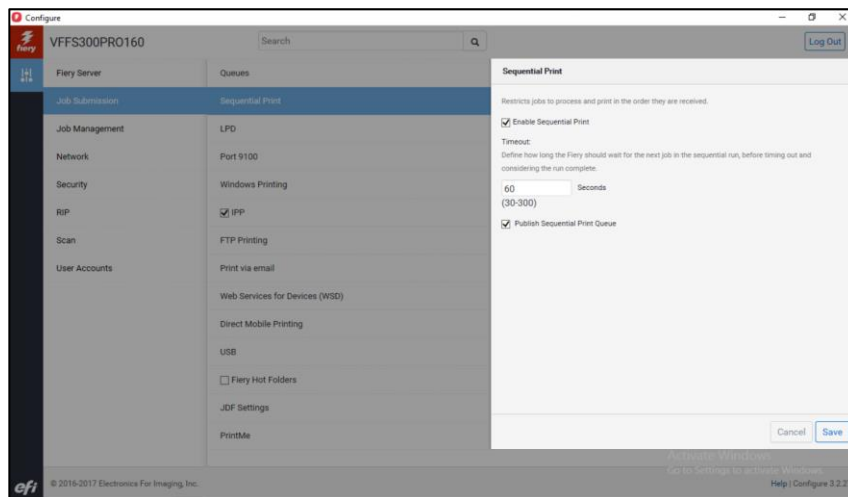 Configure
fiery
VFFS300PRO160
Search
Log Out
Fiery Server
Job Submission
Job Management
Network
Security
RIP
Scan
User Accounts
Queues
Sequential Print
LPD
Port 9100
Windows Printing
IPP
FTP Printing
Print via email
Web Services for Devices (WSD)
Direct Mobile Printing
USB
Fiery Hot Folders
JDF Settings
PrintMe
Sequential Print
Restricts jobs to process and print in the order they are received.
Enable Sequential Print
Timeout:
Define how long the Fiery should wait for the next job in the sequential run, before timing out and
considering the run complete.
60 Seconds
(30-300)
Publish Sequential Print Queue
Cancel Save
Activate Windows
Go to Settings to activate Windows.
efi
© 2016-2017 Electronics For Imaging, Inc.
Help | Configure 3.2.2